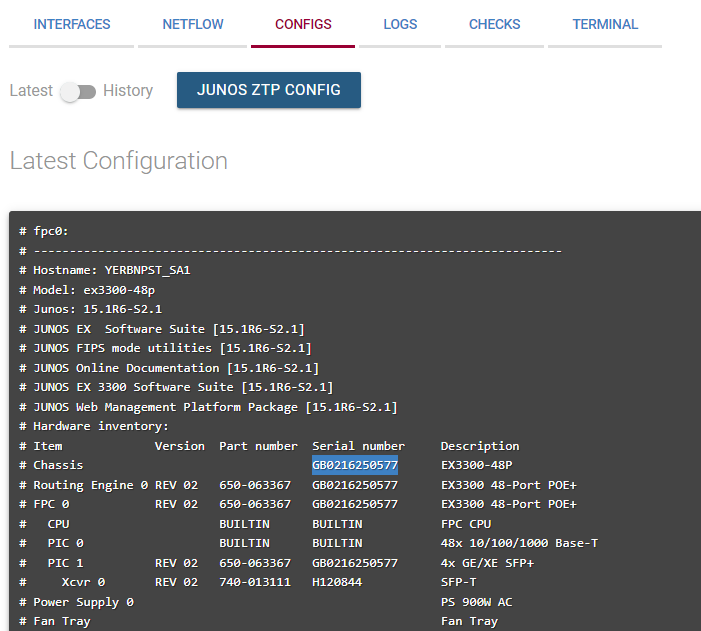 INTERFACES NETFLOW CONFIGS LOGS CHECKS TERMINAL
Latest History JUNOS ZTP CONFIG
Latest Configuration
# fpc0:
# --------------------------------------------------------------------------
# Hostname: YERBNPST_SA1
# Model: ex3300-48p
# Junos: 15.1R6-S2.1
# JUNOS EX  Software Suite [15.1R6-S2.1]
# JUNOS FIPS mode utilities [15.1R6-S2.1]
# JUNOS Online Documentation [15.1R6-S2.1]
# JUNOS EX 3300 Software Suite [15.1R6-S2.1]
# JUNOS Web Management Platform Package [15.1R6-S2.1]
# Hardware inventory:
# Item             Version  Part number  Serial number     Description
# Chassis                                GB0216250577      EX3300-48P
# Routing Engine 0 REV 02   650-063367   GB0216250577      EX3300 48-Port POE+
# FPC 0            REV 02   650-063367   GB0216250577      EX3300 48-Port POE+
#   CPU                     BUILTIN      BUILTIN           FPC CPU
#   PIC 0                   BUILTIN      BUILTIN           48x 10/100/1000 Base-T
#   PIC 1          REV 02   650-063367   GB0216250577      4x GE/XE SFP+
#     Xcvr 0       REV 02   740-013111   H120844           SFP-T
# Power Supply 0                                           PS 900W AC
# Fan Tray                                                 Fan Tray